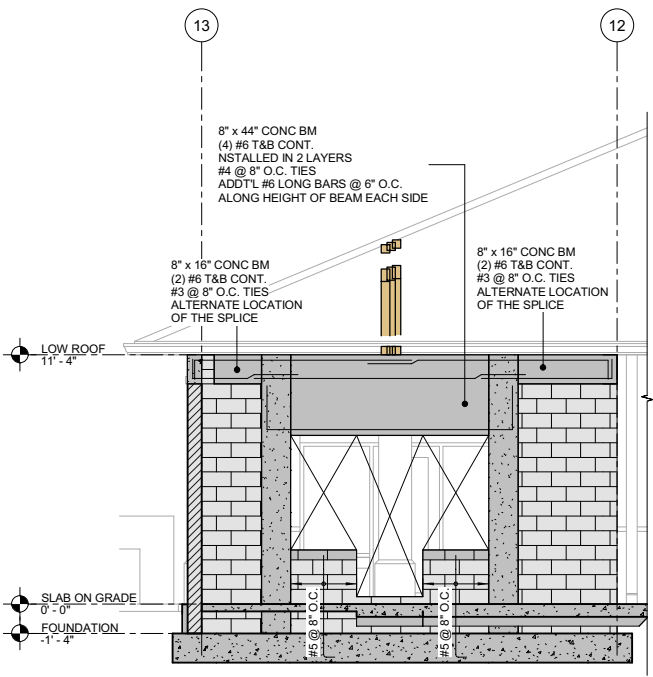 13
12
8" x 44" CONC BM
(4) #6 T&B CONT.
NSTALLED IN 2 LAYERS
#4 @ 8" O.C. TIES
ADDT'L #6 LONG BARS @ 6" O.C.
ALONG HEIGHT OF BEAM EACH SIDE
8" x 16" CONC BM
(2) #6 T&B CONT.
#3 @ 8" O.C. TIES
ALTERNATE LOCATION
OF THE SPLICE
8" x 16" CONC BM
(2) #6 T&B CONT.
#3 @ 8" O.C. TIES
ALTERNATE LOCATION
OF THE SPLICE
LOW ROOF
11' - 4"
SLAB ON GRADE
0' - 0"
FOUNDATION
-1' - 4"
#5 @ 8" O.C.
#5 @ 8" O.C.